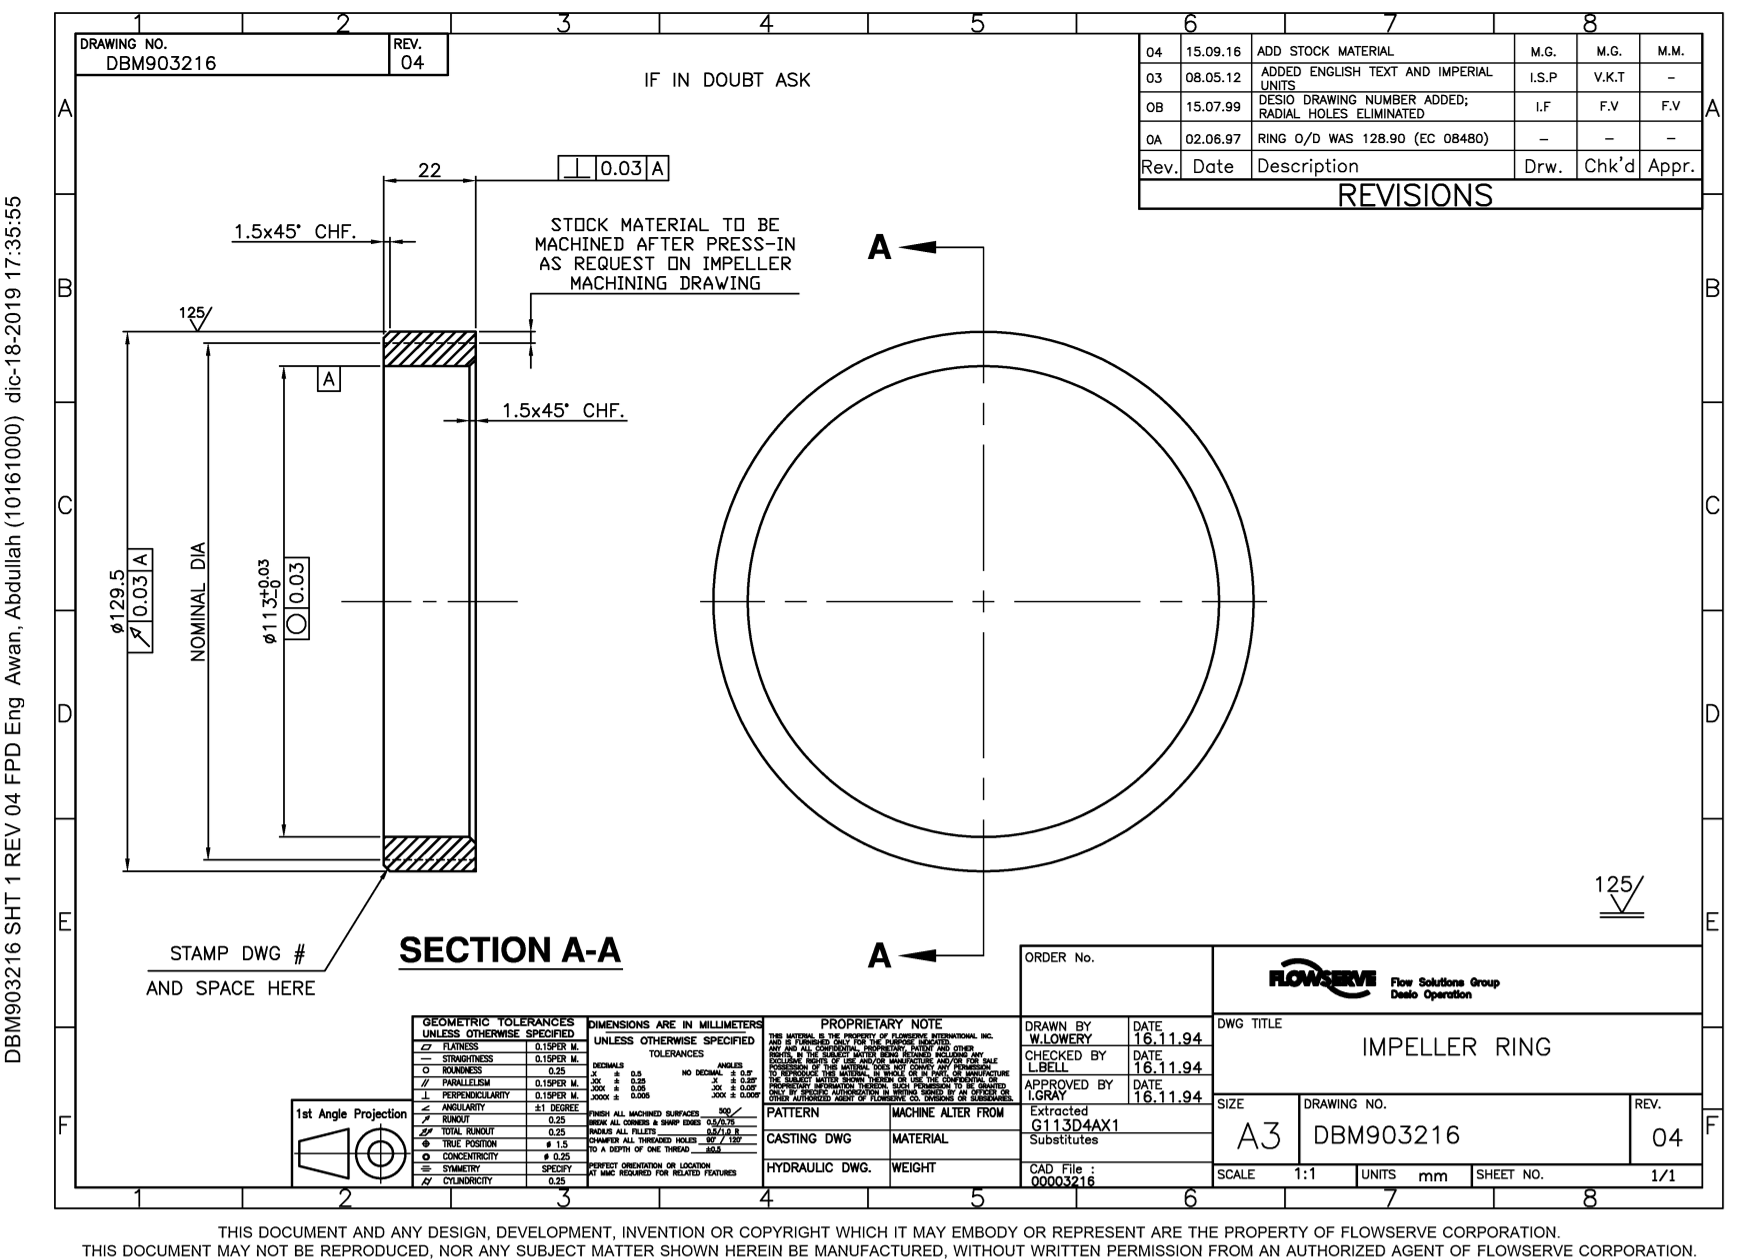 1 2 3 4 5 6 7 8
DRAWING NO.
DBM903216
REV.
04
IF IN DOUBT ASK
04 15.09.16 ADD STOCK MATERIAL M.G. M.G. M.M.
03 08.05.12 ADDED ENGLISH TEXT AND IMPERIAL
UNITS I.S.P V.K.T –
0B 15.07.99 DESIO DRAWING NUMBER ADDED;
RADIAL HOLES ELIMINATED I.F F.V F.V
0A 02.06.97 RING O/D WAS 128.90 (EC 08480) – – –
Rev. Date Description Drw. Chk'd Appr.
REVISIONS
A A
B B
C C
D D
E E
F F
DBM903216 SHT 1 REV 04 FPD Eng Awan, Abdullah (10161000) dic-18-2019 17:35:55
22
⊥ 0.03 A
1.5x45° CHF.
STOCK MATERIAL TO BE
MACHINED AFTER PRESS-IN
AS REQUEST ON IMPELLER
MACHINING DRAWING
125/
A
1.5x45° CHF.
ø129.5
0.03 A
NOMINAL DIA
ø113+0.03
-0
0.03
A
A
125/
STAMP DWG #
AND SPACE HERE
SECTION A-A
1st Angle Projection
GEOMETRIC TOLERANCES
UNLESS OTHERWISE SPECIFIED
FLATNESS 0.15PER M.
STRAIGHTNESS 0.15PER M.
ROUNDNESS 0.25
PARALLELISM 0.15PER M.
PERPENDICULARITY 0.15PER M.
ANGULARITY ±1 DEGREE
RUNOUT 0.25
TOTAL RUNOUT 0.25
TRUE POSITION ø 1.5
CONCENTRICITY ø 0.25
SYMMETRY SPECIFY
CYLINDRICITY 0.25
DIMENSIONS ARE IN MILLIMETERS
UNLESS OTHERWISE SPECIFIED
TOLERANCES
DECIMALS ANGLES
.X ± 0.5 NO DECIMAL ± 0.5°
.XX ± 0.25 .X ± 0.25°
.XXX ± 0.05 .XX ± 0.05°
.XXXX ± 0.005 .XXX ± 0.005°
FINISH ALL MACHINED SURFACES 500/
BREAK ALL CORNERS & SHARP EDGES 0.5/0.75
RADIUS ALL FILLETS 0.5/1.0 R
CHAMFER ALL THREADED HOLES 90° / 120°
TO A DEPTH OF ONE THREAD ±0.5
PERFECT ORIENTATION OR LOCATION
AT MMC REQUIRED FOR RELATED FEATURES
PROPRIETARY NOTE
THIS MATERIAL IS THE PROPERTY OF FLOWSERVE INTERNATIONAL INC.
AND IS FURNISHED ONLY FOR THE PURPOSE INDICATED.
ANY AND ALL CONFIDENTIAL, PROPRIETARY, PATENT AND OTHER
RIGHTS, IN THE SUBJECT MATTER BEING RETAINED INCLUDING ANY
EXCLUSIVE RIGHTS OF USE AND/OR MANUFACTURE AND/OR FOR SALE
POSSESSION OF THIS MATERIAL DOES NOT CONVEY ANY PERMISSION
TO REPRODUCE THIS MATERIAL, IN WHOLE OR IN PART, OR MANUFACTURE
THE SUBJECT MATTER SHOWN THEREIN OR USE THE CONFIDENTIAL OR
PROPRIETARY INFORMATION THEREON. SUCH PERMISSION TO BE GRANTED
ONLY BY SPECIFIC AUTHORIZATION IN WRITING SIGNED BY AN OFFICER OR
OTHER AUTHORIZED AGENT OF FLOWSERVE CO. DIVISIONS OR SUBSIDIARIES.
PATTERN
MACHINE ALTER FROM
CASTING DWG
MATERIAL
HYDRAULIC DWG.
WEIGHT
ORDER No.
DRAWN BY
W.LOWERY
DATE
16.11.94
CHECKED BY
L.BELL
DATE
16.11.94
APPROVED BY
I.GRAY
DATE
16.11.94
Extracted
G113D4AX1
Substitutes
CAD File :
00003216
FLOWSERVE
Flow Solutions Group
Desio Operation
DWG TITLE
IMPELLER RING
SIZE
A3
DRAWING NO.
DBM903216
REV.
04
SCALE 1:1
UNITS mm
SHEET NO. 1/1
1 2 3 4 5 6 7 8
THIS DOCUMENT AND ANY DESIGN, DEVELOPMENT, INVENTION OR COPYRIGHT WHICH IT MAY EMBODY OR REPRESENT ARE THE PROPERTY OF FLOWSERVE CORPORATION.
THIS DOCUMENT MAY NOT BE REPRODUCED, NOR ANY SUBJECT MATTER SHOWN HEREIN BE MANUFACTURED, WITHOUT WRITTEN PERMISSION FROM AN AUTHORIZED AGENT OF FLOWSERVE CORPORATION.